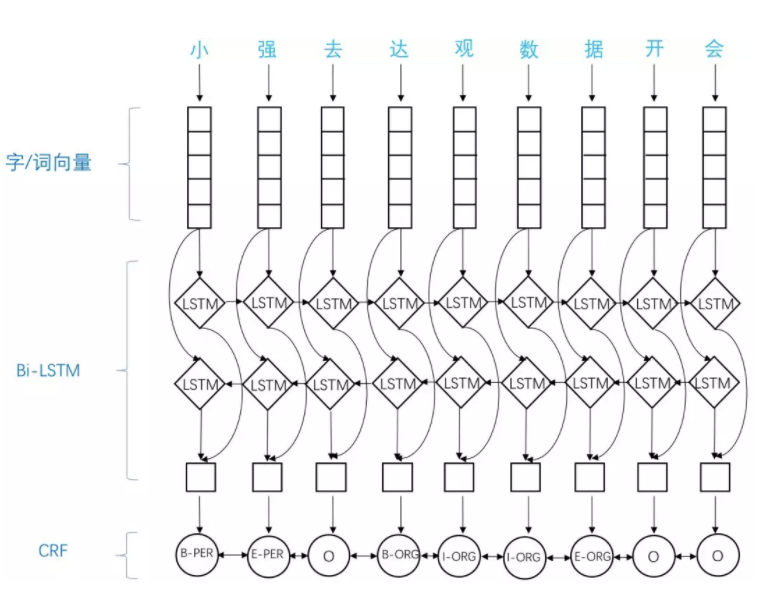 小 强 去 达 观 数 据 开 会
字/词向量
LSTM LSTM LSTM LSTM LSTM LSTM LSTM LSTM LSTM
Bi-LSTM
LSTM LSTM LSTM LSTM LSTM LSTM LSTM LSTM LSTM
CRF
B-PER E-PER O B-ORG I-ORG I-ORG E-ORG O O